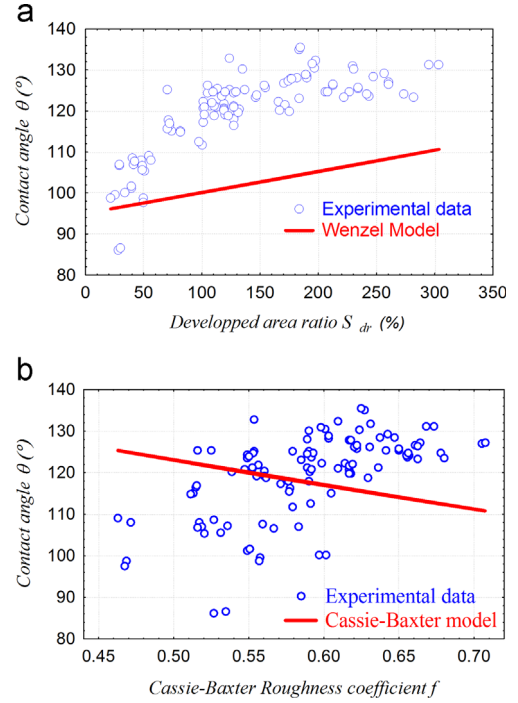 a
140
130
120
110
100
90
80
Contact angle θ (º)
Experimental data
Wenzel Model
0 50 100 150 200 250 300 350
Developped area ratio S dr (%)
b
140
130
120
110
100
90
80
Contact angle θ (º)
Experimental data
Cassie-Baxter model
0.45 0.50 0.55 0.60 0.65 0.70
Cassie-Baxter Roughness coefficient f